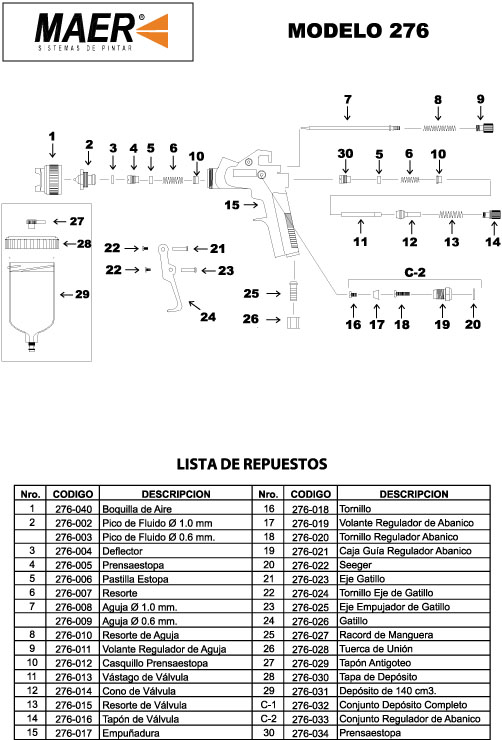 MAER
SISTEMAS DE PINTAR
MODELO 276
7 8 9
1 2 3 4 5 6 10
30 5 6 10
15
27
28
29
22 21
22 23
24
11 12 13 14
C-2
25
26
16 17 18 19 20
LISTA DE REPUESTOS
Nro. CODIGO DESCRIPCION Nro. CODIGO DESCRIPCION
1 276-040 Boquilla de Aire 16 276-018 Tornillo
2 276-002 Pico de Fluido Ø 1.0 mm 17 276-019 Volante Regulador de Abanico
276-003 Pico de Fluido Ø 0.6 mm. 18 276-020 Tornillo Regulador Abanico
3 276-004 Deflector 19 276-021 Caja Guía Regulador Abanico
4 276-005 Prensaestopa 20 276-022 Seeger
5 276-006 Pastilla Estopa 21 276-023 Eje Gatillo
6 276-007 Resorte 22 276-024 Tornillo Eje de Gatillo
7 276-008 Aguja Ø 1.0 mm. 23 276-025 Eje Empujador de Gatillo
276-009 Aguja Ø 0.6 mm. 24 276-026 Gatillo
8 276-010 Resorte de Aguja 25 276-027 Racord de Manguera
9 276-011 Volante Regulador de Aguja 26 276-028 Tuerca de Unión
10 276-012 Casquillo Prensaestopa 27 276-029 Tapón Antigoteo
11 276-013 Vástago de Válvula 28 276-030 Tapa de Depósito
12 276-014 Cono de Válvula 29 276-031 Depósito de 140 cm3.
13 276-015 Resorte de Válvula C-1 276-032 Conjunto Depósito Completo
14 276-016 Tapón de Válvula C-2 276-033 Conjunto Regulador de Abanico
15 276-017 Empuñadura 30 276-034 Prensaestopa